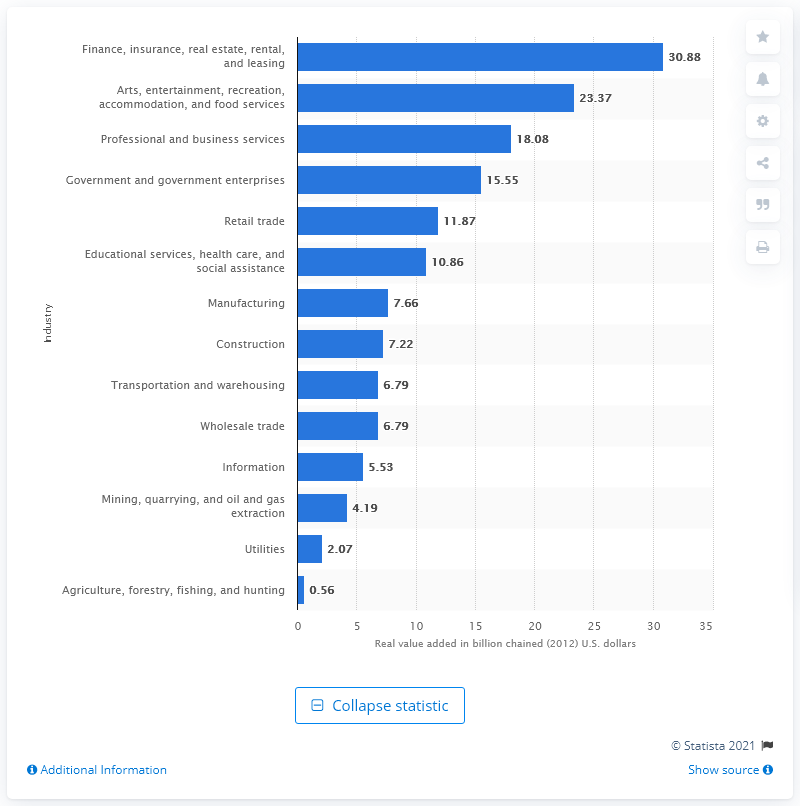 Finance, insurance, real estate, rental,
and leasing
30.88
Arts, entertainment, recreation,
accommodation, and food services
23.37
Professional and business services
18.08
Government and government enterprises
15.55
Retail trade
11.87
Educational services, health care, and
social assistance
10.86
Manufacturing
7.66
Construction
7.22
Transportation and warehousing
6.79
Wholesale trade
6.79
Information
5.53
Mining, quarrying, and oil and gas
extraction
4.19
Utilities
2.07
Agriculture, forestry, fishing, and hunting
0.56
Industry
0 5 10 15 20 25 30 35
Real value added in billion chained (2012) U.S. dollars
Collapse statistic
© Statista 2021
Additional Information
Show source